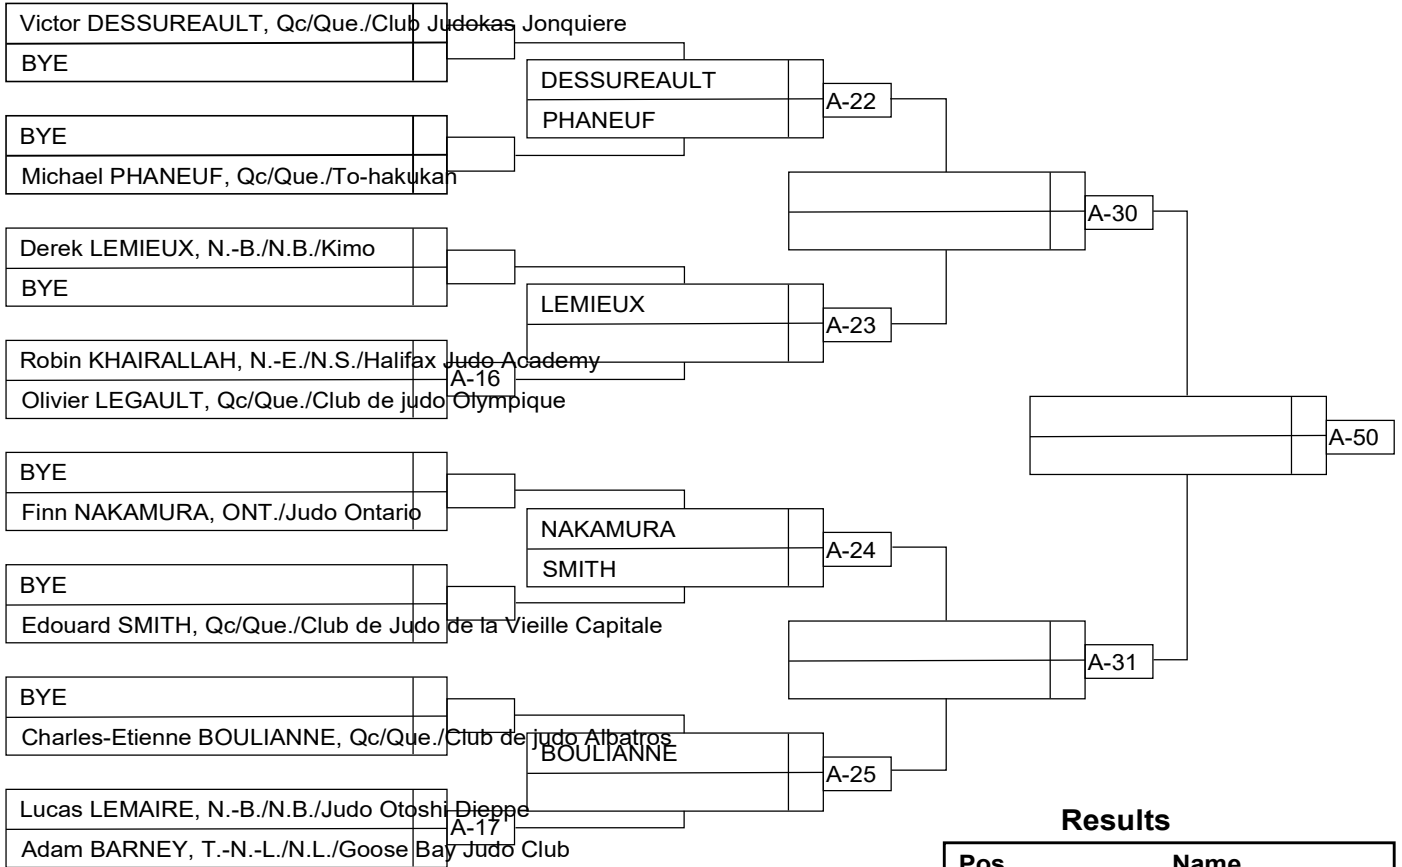 Victor DESSUREAULT, Qc/Que./Club Judokas Jonquiere
BYE
BYE
Michael PHANEUF, Qc/Que./To-hakukan
Derek LEMIEUX, N.-B./N.B./Kimo
BYE
Robin KHAIRALLAH, N.-E./N.S./Halifax Judo Academy
A-16
Olivier LEGAULT, Qc/Que./Club de judo Olympique
BYE
Finn NAKAMURA, ONT./Judo Ontario
BYE
Edouard SMITH, Qc/Que./Club de Judo de la Vieille Capitale
BYE
Charles-Etienne BOULIANNE, Qc/Que./Club de judo Albatros
Lucas LEMAIRE, N.-B./N.B./Judo Otoshi Dieppe
A-17
Adam BARNEY, T.-N.-L./N.L./Goose Bay Judo Club
DESSUREAULT
PHANEUF
A-22
LEMIEUX
A-23
NAKAMURA
SMITH
A-24
BOULIANNE
A-25
A-30
A-31
A-50
Results
Pos Name